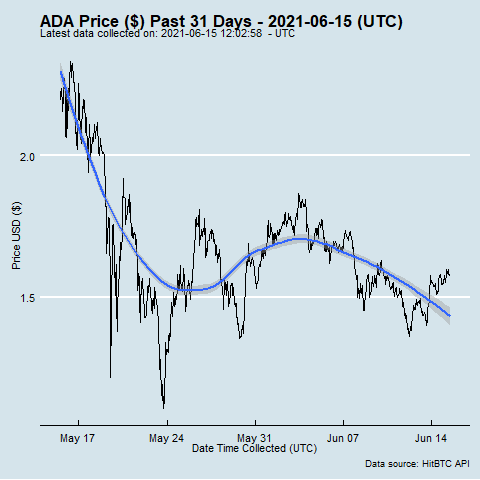 ADA Price ($) Past 31 Days - 2021-06-15 (UTC)
Latest data collected on: 2021-06-15 12:02:58  - UTC
2.0
Price USD ($)
1.5
May 17 May 24 May 31 Jun 07 Jun 14
Date Time Collected (UTC)
Data source: HitBTC API